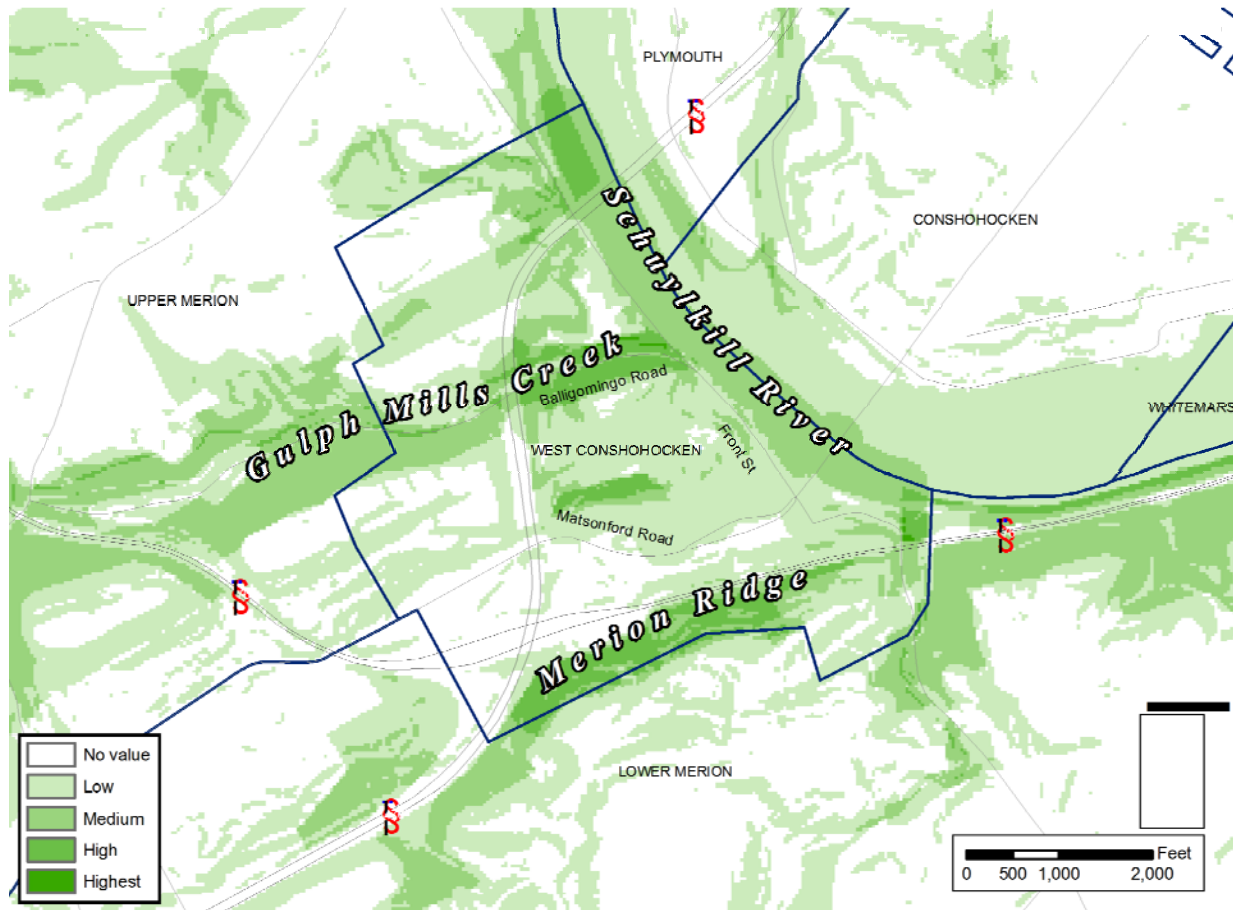 PLYMOUTH
CONSHOHOCKEN
Schuylkill River
UPPER MERION
Gulph Mills Creek
Balligomingo Road
WHITEMARS
WEST CONSHOHOCKEN
Front St
Matsonford Road
Merion Ridge
LOWER MERION
No value
Low
Medium
High
Highest
Feet
0 500 1,000 2,000